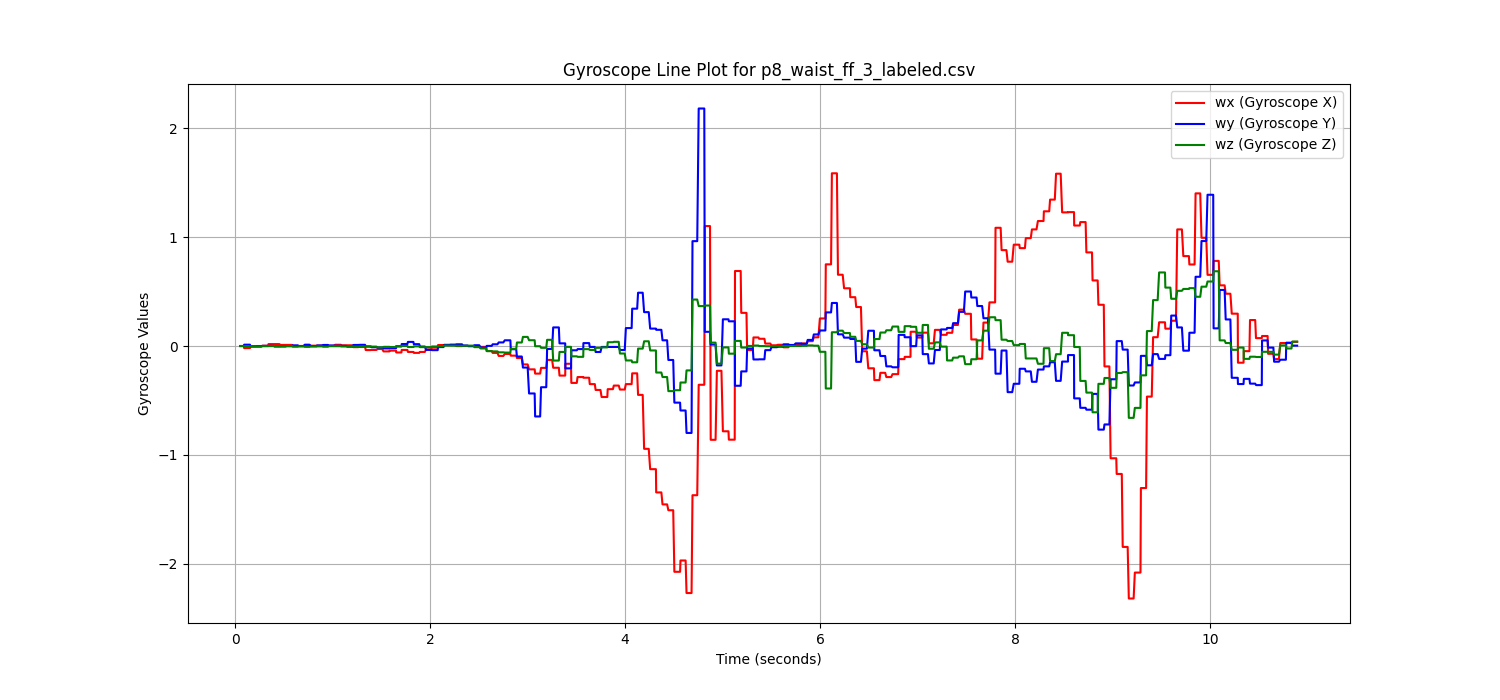 Gyroscope Line Plot for p8_waist_ff_3_labeled.csv
wx (Gyroscope X)
wy (Gyroscope Y)
wz (Gyroscope Z)
Gyroscope Values
2
1
0
−1
−2
0 2 4 6 8 10
Time (seconds)